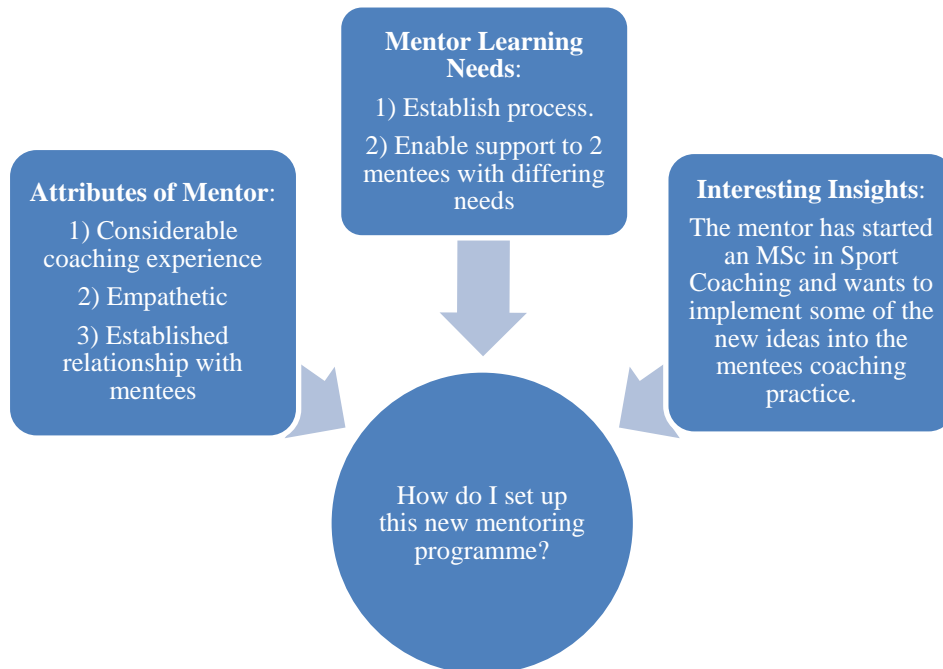 Mentor Learning
Needs:
1) Establish process.
2) Enable support to 2
mentees with differing
needs
Attributes of Mentor:
1) Considerable
coaching experience
2) Empathetic
3) Established
relationship with
mentees
Interesting Insights:
The mentor has started
an MSc in Sport
Coaching and wants to
implement some of the
new ideas into the
mentees coaching
practice.
How do I set up
this new mentoring
programme?